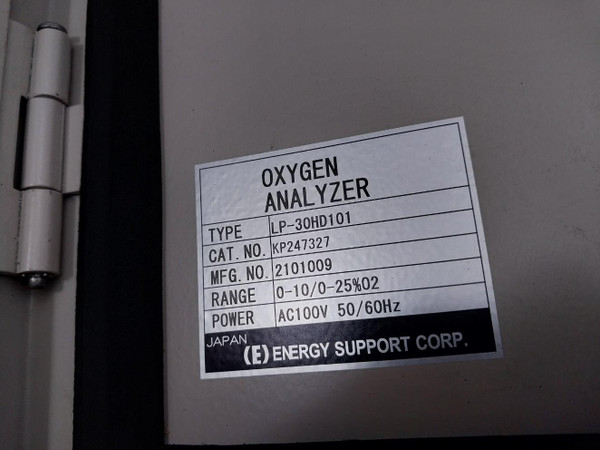 OXYGEN
ANALYZER
TYPE LP-30HD101
CAT. NO. KP247327
MFG. NO. 2101009
RANGE 0-10/0-25%O2
POWER AC100V 50/60Hz
JAPAN (E) ENERGY SUPPORT CORP.